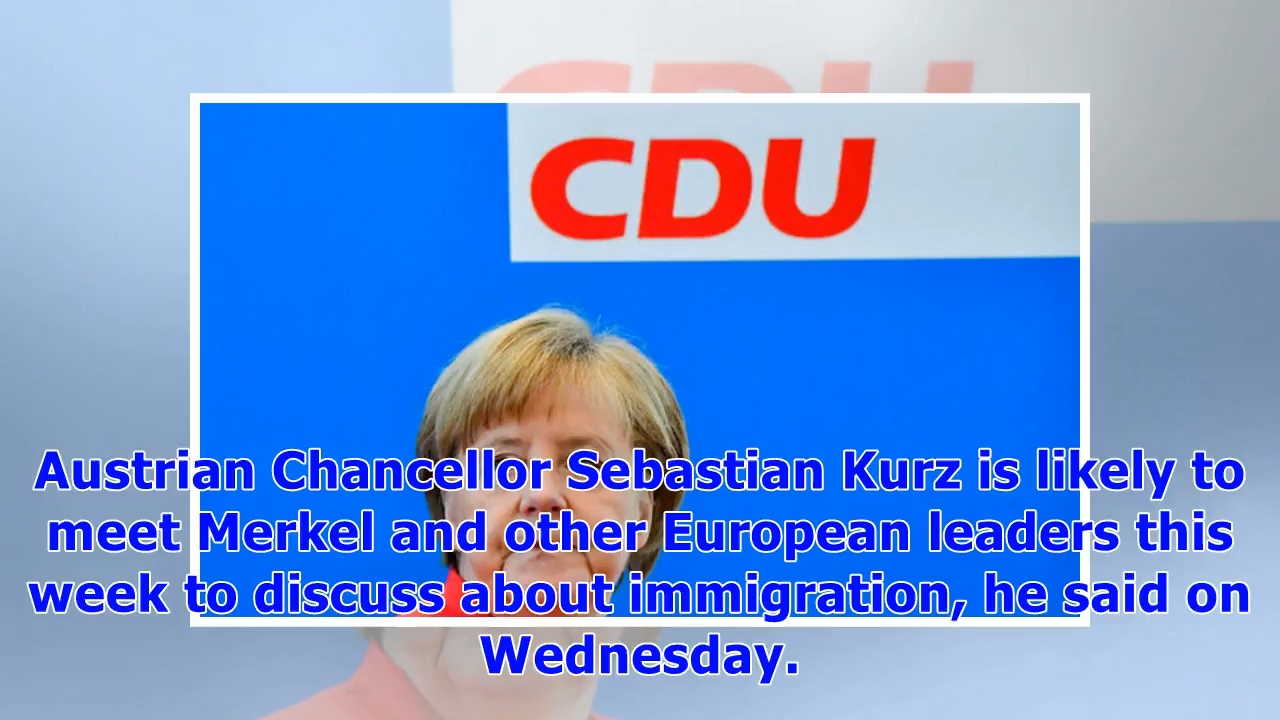 CDU
CDU
Austrian Chancellor Sebastian Kurz is likely to
meet Merkel and other European leaders this
week to discuss about immigration, he said on
Wednesday.